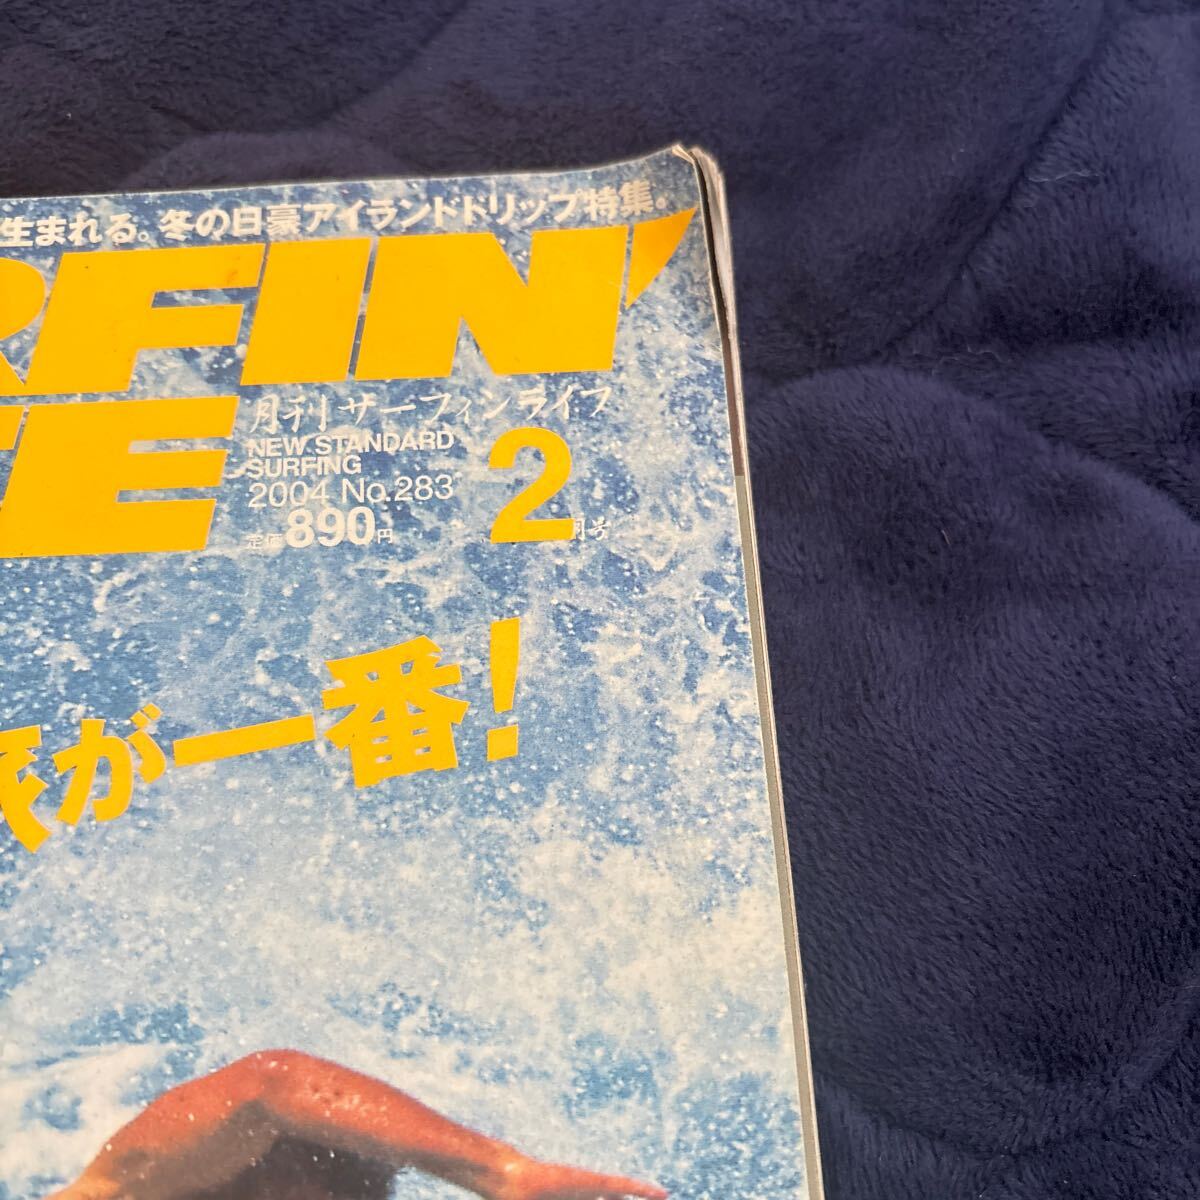 生まれる。冬の日豪アイランドドリップ特集。
RFIN'
FE
月刊サーフィンライフ
NEW STANDARD
SURFING
2004 No.283
定価890円
2月号
旅が一番!